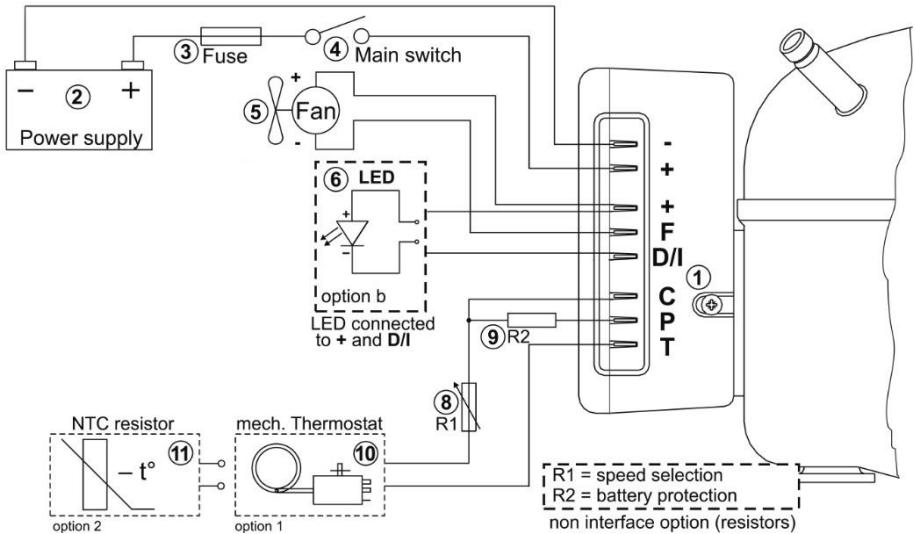 3 Fuse
4 Main switch
− 2 +
Power supply
5 + Fan -
6 LED
+
−
option b
LED connected
to + and D/I
-
+
+
F
D/I
C
P
T
1
9 R2
8
R1
NTC resistor
11
− t°
option 2
mech. Thermostat
10
option 1
R1 = speed selection
R2 = battery protection
non interface option (resistors)